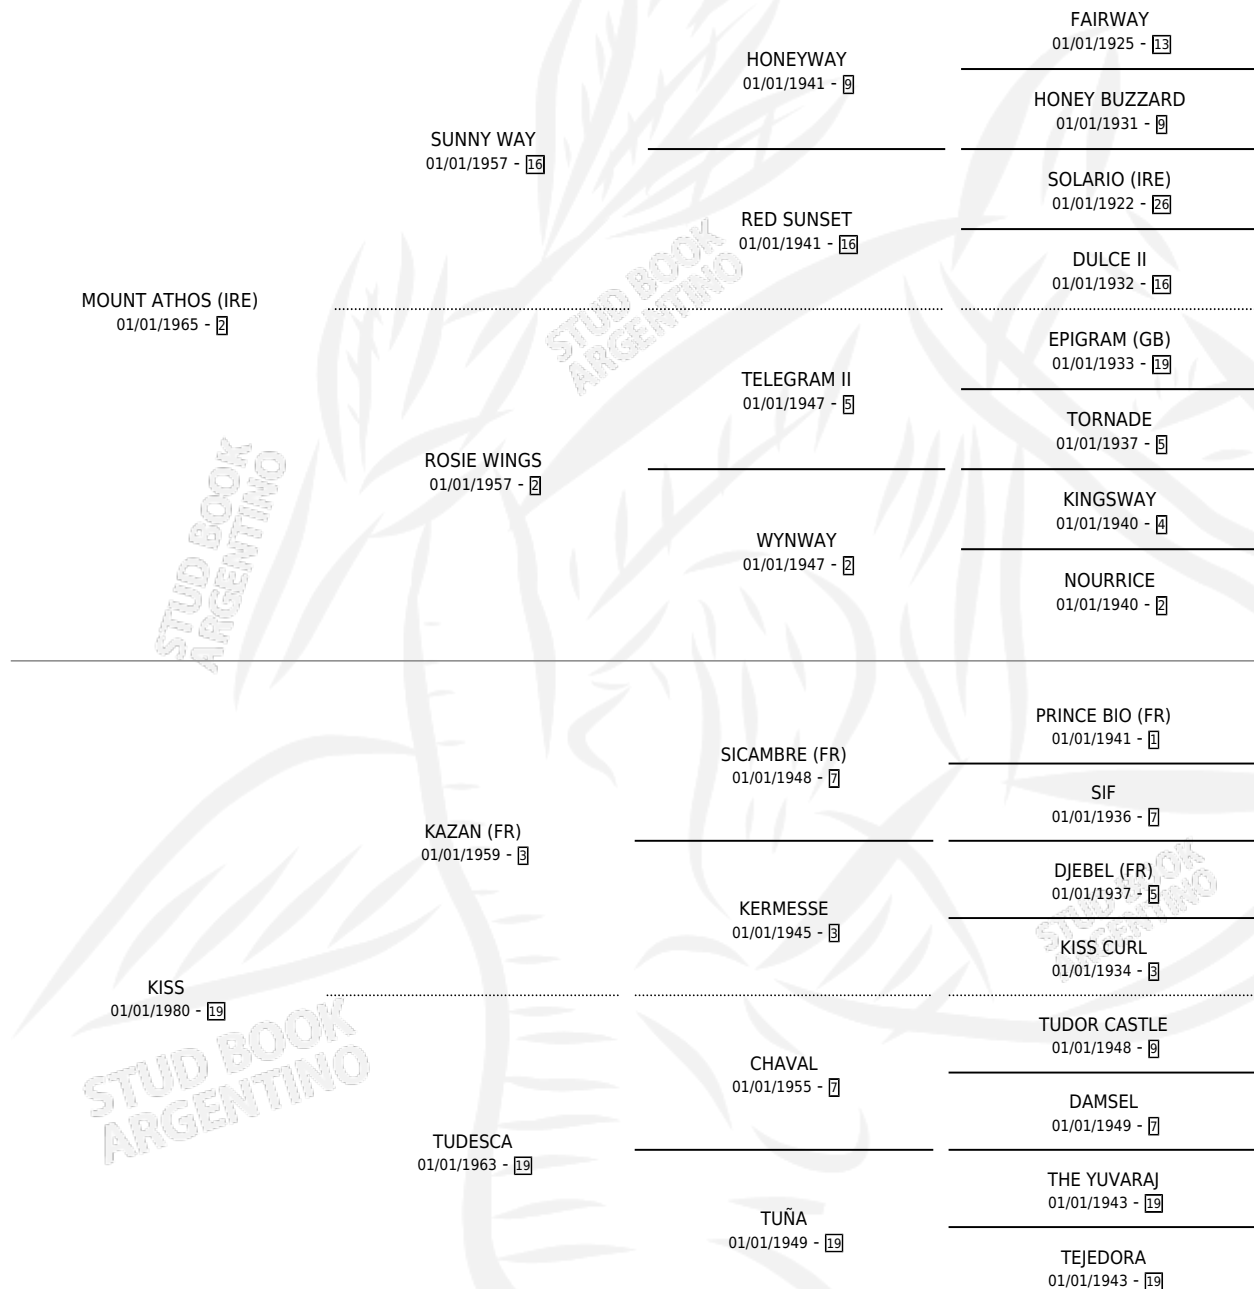 FAIRWAY
01/01/1925 - 13
HONEYWAY
01/01/1941 - 9
HONEY BUZZARD
01/01/1931 - 9
SUNNY WAY
01/01/1957 - 16
SOLARIO (IRE)
01/01/1922 - 26
RED SUNSET
01/01/1941 - 16
DULCE II
01/01/1932 - 16
MOUNT ATHOS (IRE)
01/01/1965 - 2
EPIGRAM (GB)
01/01/1933 - 19
TELEGRAM II
01/01/1947 - 5
TORNADE
01/01/1937 - 5
ROSIE WINGS
01/01/1957 - 2
KINGSWAY
01/01/1940 - 4
WYNWAY
01/01/1947 - 2
NOURRICE
01/01/1940 - 2
PRINCE BIO (FR)
01/01/1941 - 1
SICAMBRE (FR)
01/01/1948 - 7
SIF
01/01/1936 - 7
KAZAN (FR)
01/01/1959 - 3
DJEBEL (FR)
01/01/1937 - 5
KERMESSE
01/01/1945 - 3
KISS CURL
01/01/1934 - 3
KISS
01/01/1980 - 19
TUDOR CASTLE
01/01/1948 - 9
CHAVAL
01/01/1955 - 7
DAMSEL
01/01/1949 - 7
TUDESCA
01/01/1963 - 19
THE YUVARAJ
01/01/1943 - 19
TUÑA
01/01/1949 - 19
TEJEDORA
01/01/1943 - 19
STUD BOOK
ARGENTINO
STUD BOOK
ARGENTINO
STUD BOOK
ARGENTINO
STUD BOOK
ARGENTINO